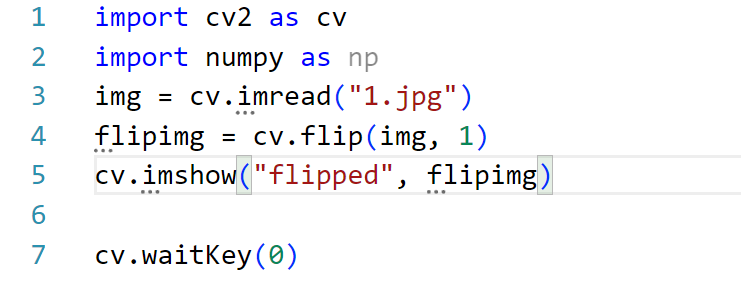 1 import cv2 as cv
2 import numpy as np
3 img = cv.imread("1.jpg")
4 flipimg = cv.flip(img, 1)
5 cv.imshow("flipped", flipimg)
6
7 cv.waitKey(0)